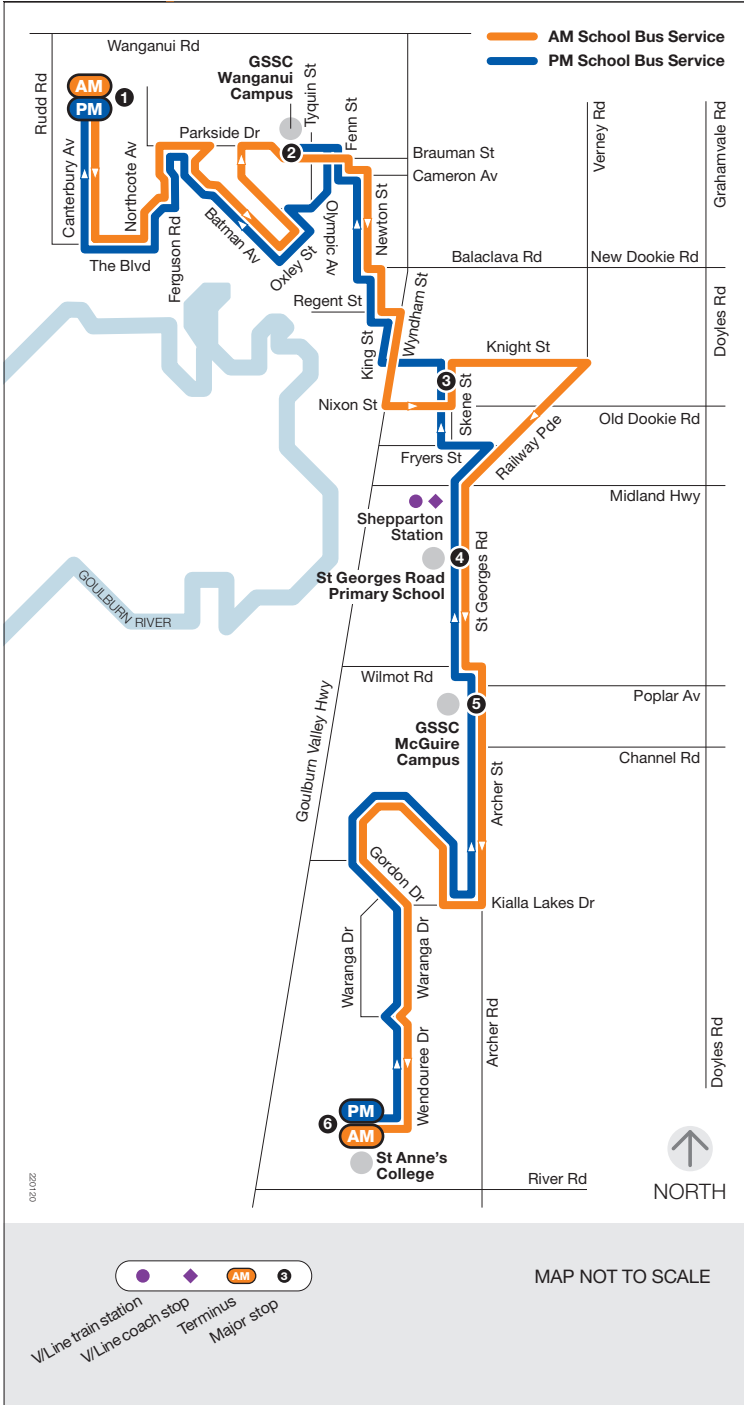 Wanganui Rd
AM School Bus Service
PM School Bus Service
GSSC
Wanganui
Campus
Rudd Rd
AM
PM
1
Tyquin St
Fenn St
Verney Rd
Grahamvale Rd
Parkside Dr
2
Brauman St
Cameron Av
Canterbury Av
Northcote Av
Newton St
Batman Av
Olympic Av
Ferguson Rd
Oxley St
The Blvd
Balaclava Rd
New Dookie Rd
Regent St
Wyndham St
Doyles Rd
King St
Knight St
3
Skene St
Nixon St
Old Dookie Rd
Railway Pde
Fryers St
Midland Hwy
Shepparton
Station
4
St Georges Road
Primary School
St Georges Rd
GOULBURN RIVER
Wilmot Rd
Poplar Av
5
GSSC
McGuire
Campus
Channel Rd
Archer St
Goulburn Valley Hwy
Gordon Dr
Kialla Lakes Dr
Waranga Dr
Waranga Dr
Archer Rd
Doyles Rd
Wendouree Dr
PM
6
AM
St Anne's
College
River Rd
NORTH
220120
AM
3
V/Line train station
V/Line coach stop
Terminus
Major stop
MAP NOT TO SCALE